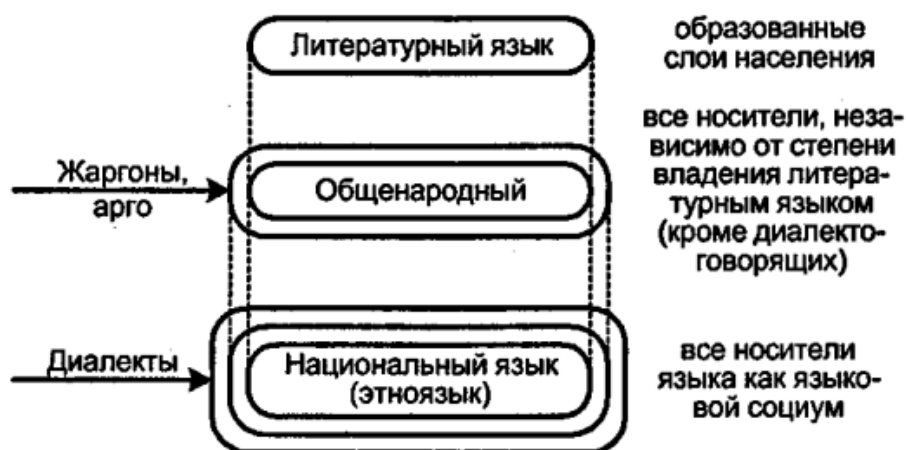 Литературный язык
образованные
слои населения
Жаргоны,
арго
Общенародный
все носители, неза-
висимо от степени
владения литера-
турным языком
(кроме диалекто-
говорящих)
Диалекты
Национальный язык
(этноязык)
все носители
языка как языко-
вой социум